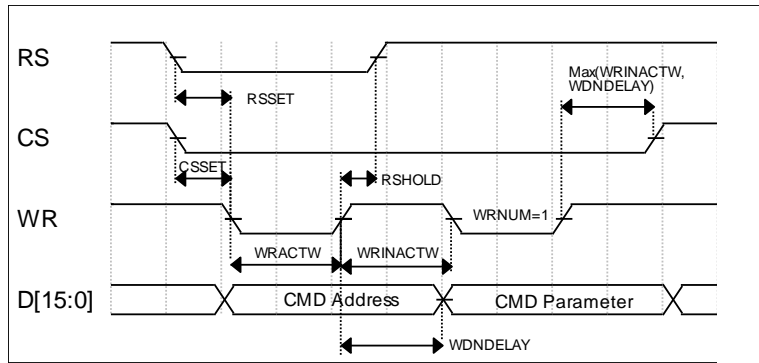 RS
Max(WRINACTW,
WDNDELAY)
RSSET
CS
CSSET
RSHOLD
WR
WRNUM=1
WRACTW
WRINACTW
D[15:0]
CMD Address
CMD Parameter
WDNDELAY